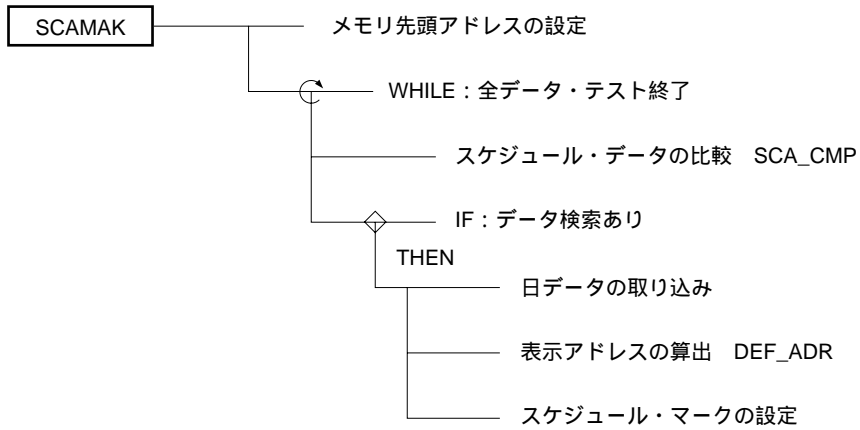 SCAMAK
メモリ先頭アドレスの設定
WHILE：全データ・テスト終了
スケジュール・データの比較　SCA_CMP
IF：データ検索あり
THEN
日データの取り込み
表示アドレスの算出　DEF_ADR
スケジュール・マークの設定